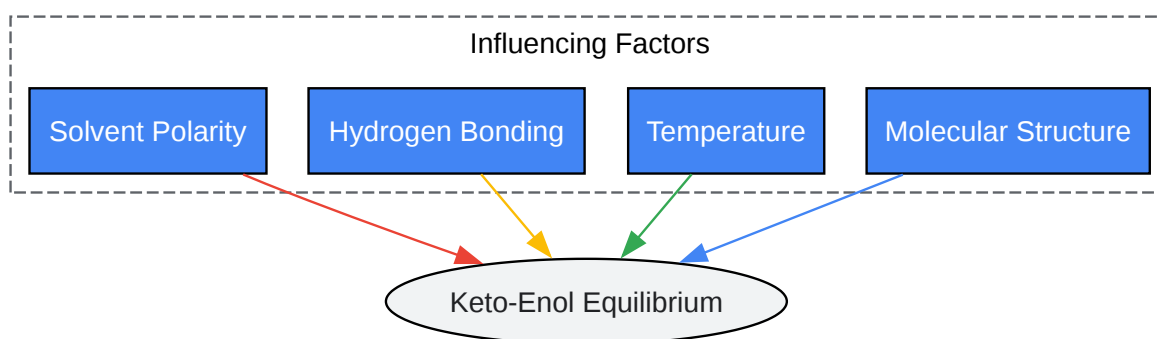 Influencing Factors
Solvent Polarity
Hydrogen Bonding
Temperature
Molecular Structure
Keto-Enol Equilibrium